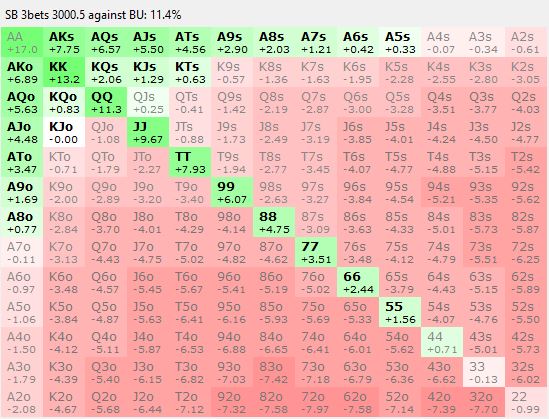 SB 3bets 3000.5 against BU: 11.4%
AA AKs AQs AJs ATs A9s A8s A7s A6s A5s A4s A3s A2s
+17.0 +7.75 +6.57 +5.50 +4.56 +2.90 +2.03 +1.21 +0.42 +0.33 -0.07 -0.34 -0.61
AKo KK KQs KJs KTs K9s K8s K7s K6s K5s K4s K3s K2s
+6.89 +13.2 +2.06 +1.29 +0.63 -0.57 -1.36 -1.63 -1.95 -2.28 -2.55 -2.80 -3.05
AQo KQo QQ QJs QTs Q9s Q8s Q7s Q6s Q5s Q4s Q3s Q2s
+5.63 +0.83 +11.3 +0.25 -0.41 -1.42 -2.19 -2.87 -3.00 -3.28 -3.51 -3.77 -4.03
AJo KJo QJo JJ JTs J9s J8s J7s J6s J5s J4s J3s J2s
+4.48 -0.00 -1.08 +9.67 -0.88 -1.73 -2.49 -3.19 -3.85 -4.01 -4.24 -4.50 -4.77
ATo KTo QTo JTo TT T9s T8s T7s T6s T5s T4s T3s T2s
+3.47 -0.71 -1.79 -2.27 +7.93 -1.94 -2.77 -3.45 -4.07 -4.77 -4.88 -5.15 -5.42
A9o K9o Q9o J9o T9o 99 98s 97s 96s 95s 94s 93s 92s
+1.69 -2.00 -2.89 -3.20 -3.40 +6.07 -2.63 -3.27 -3.84 -4.54 -5.21 -5.35 -5.62
A8o K8o Q8o J8o T8o 98o 88 87s 86s 85s 84s 83s 82s
+0.77 -2.84 -3.70 -4.01 -4.29 -4.14 +4.75 -3.09 -3.63 -4.33 -5.01 -5.73 -5.87
A7o K7o Q7o J7o T7o 97o 87o 77 76s 75s 74s 73s 72s
-0.11 -3.13 -4.43 -4.75 -5.02 -4.82 -4.62 +3.51 -3.48 -4.12 -4.79 -5.51 -6.25
A6o K6o Q6o J6o T6o 96o 86o 76o 66 65s 64s 63s 62s
-0.97 -3.48 -4.57 -5.45 -5.67 -5.41 -5.19 -5.02 +2.44 -3.79 -4.43 -5.15 -5.89
A5o K5o Q5o J5o T5o 95o 85o 75o 65o 55 54s 53s 52s
-1.06 -3.84 -4.87 -5.63 -6.41 -6.16 -5.93 -5.69 -5.33 +1.56 -4.07 -4.76 -5.50
A4o K4o Q4o J4o T4o 94o 84o 74o 64o 54o 44 43s 42s
-1.50 -4.12 -5.11 -5.87 -6.53 -6.88 -6.65 -6.41 -6.01 -5.62 +0.71 -5.01 -5.73
A3o K3o Q3o J3o T3o 93o 83o 73o 63o 53o 43o 33 32s
-1.79 -4.39 -5.40 -6.15 -6.82 -7.03 -7.42 -7.18 -6.79 -6.36 -6.62 -0.13 -6.02
A2o K2o Q2o J2o T2o 92o 82o 72o 62o 52o 42o 32o 22
-2.08 -4.67 -5.68 -6.44 -7.12 -7.32 -7.58 -7.97 -7.58 -7.14 -7.39 -7.70 -0.99